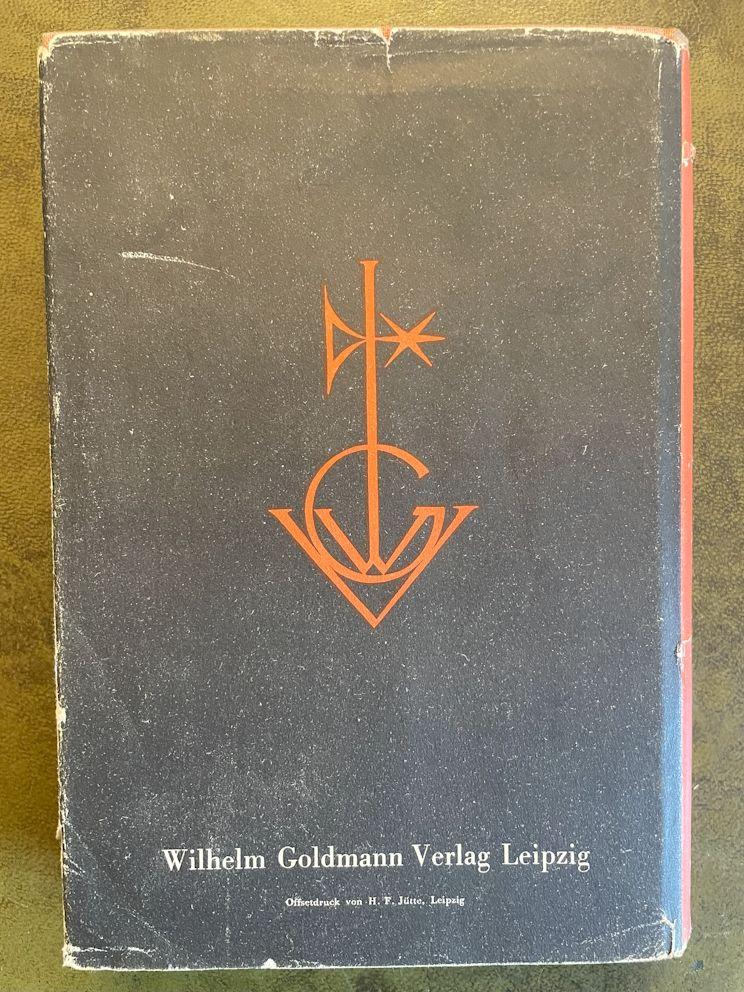 Wilhelm Goldmann Verlag Leipzig
Offsetdruck von H. F. Jütte, Leipzig